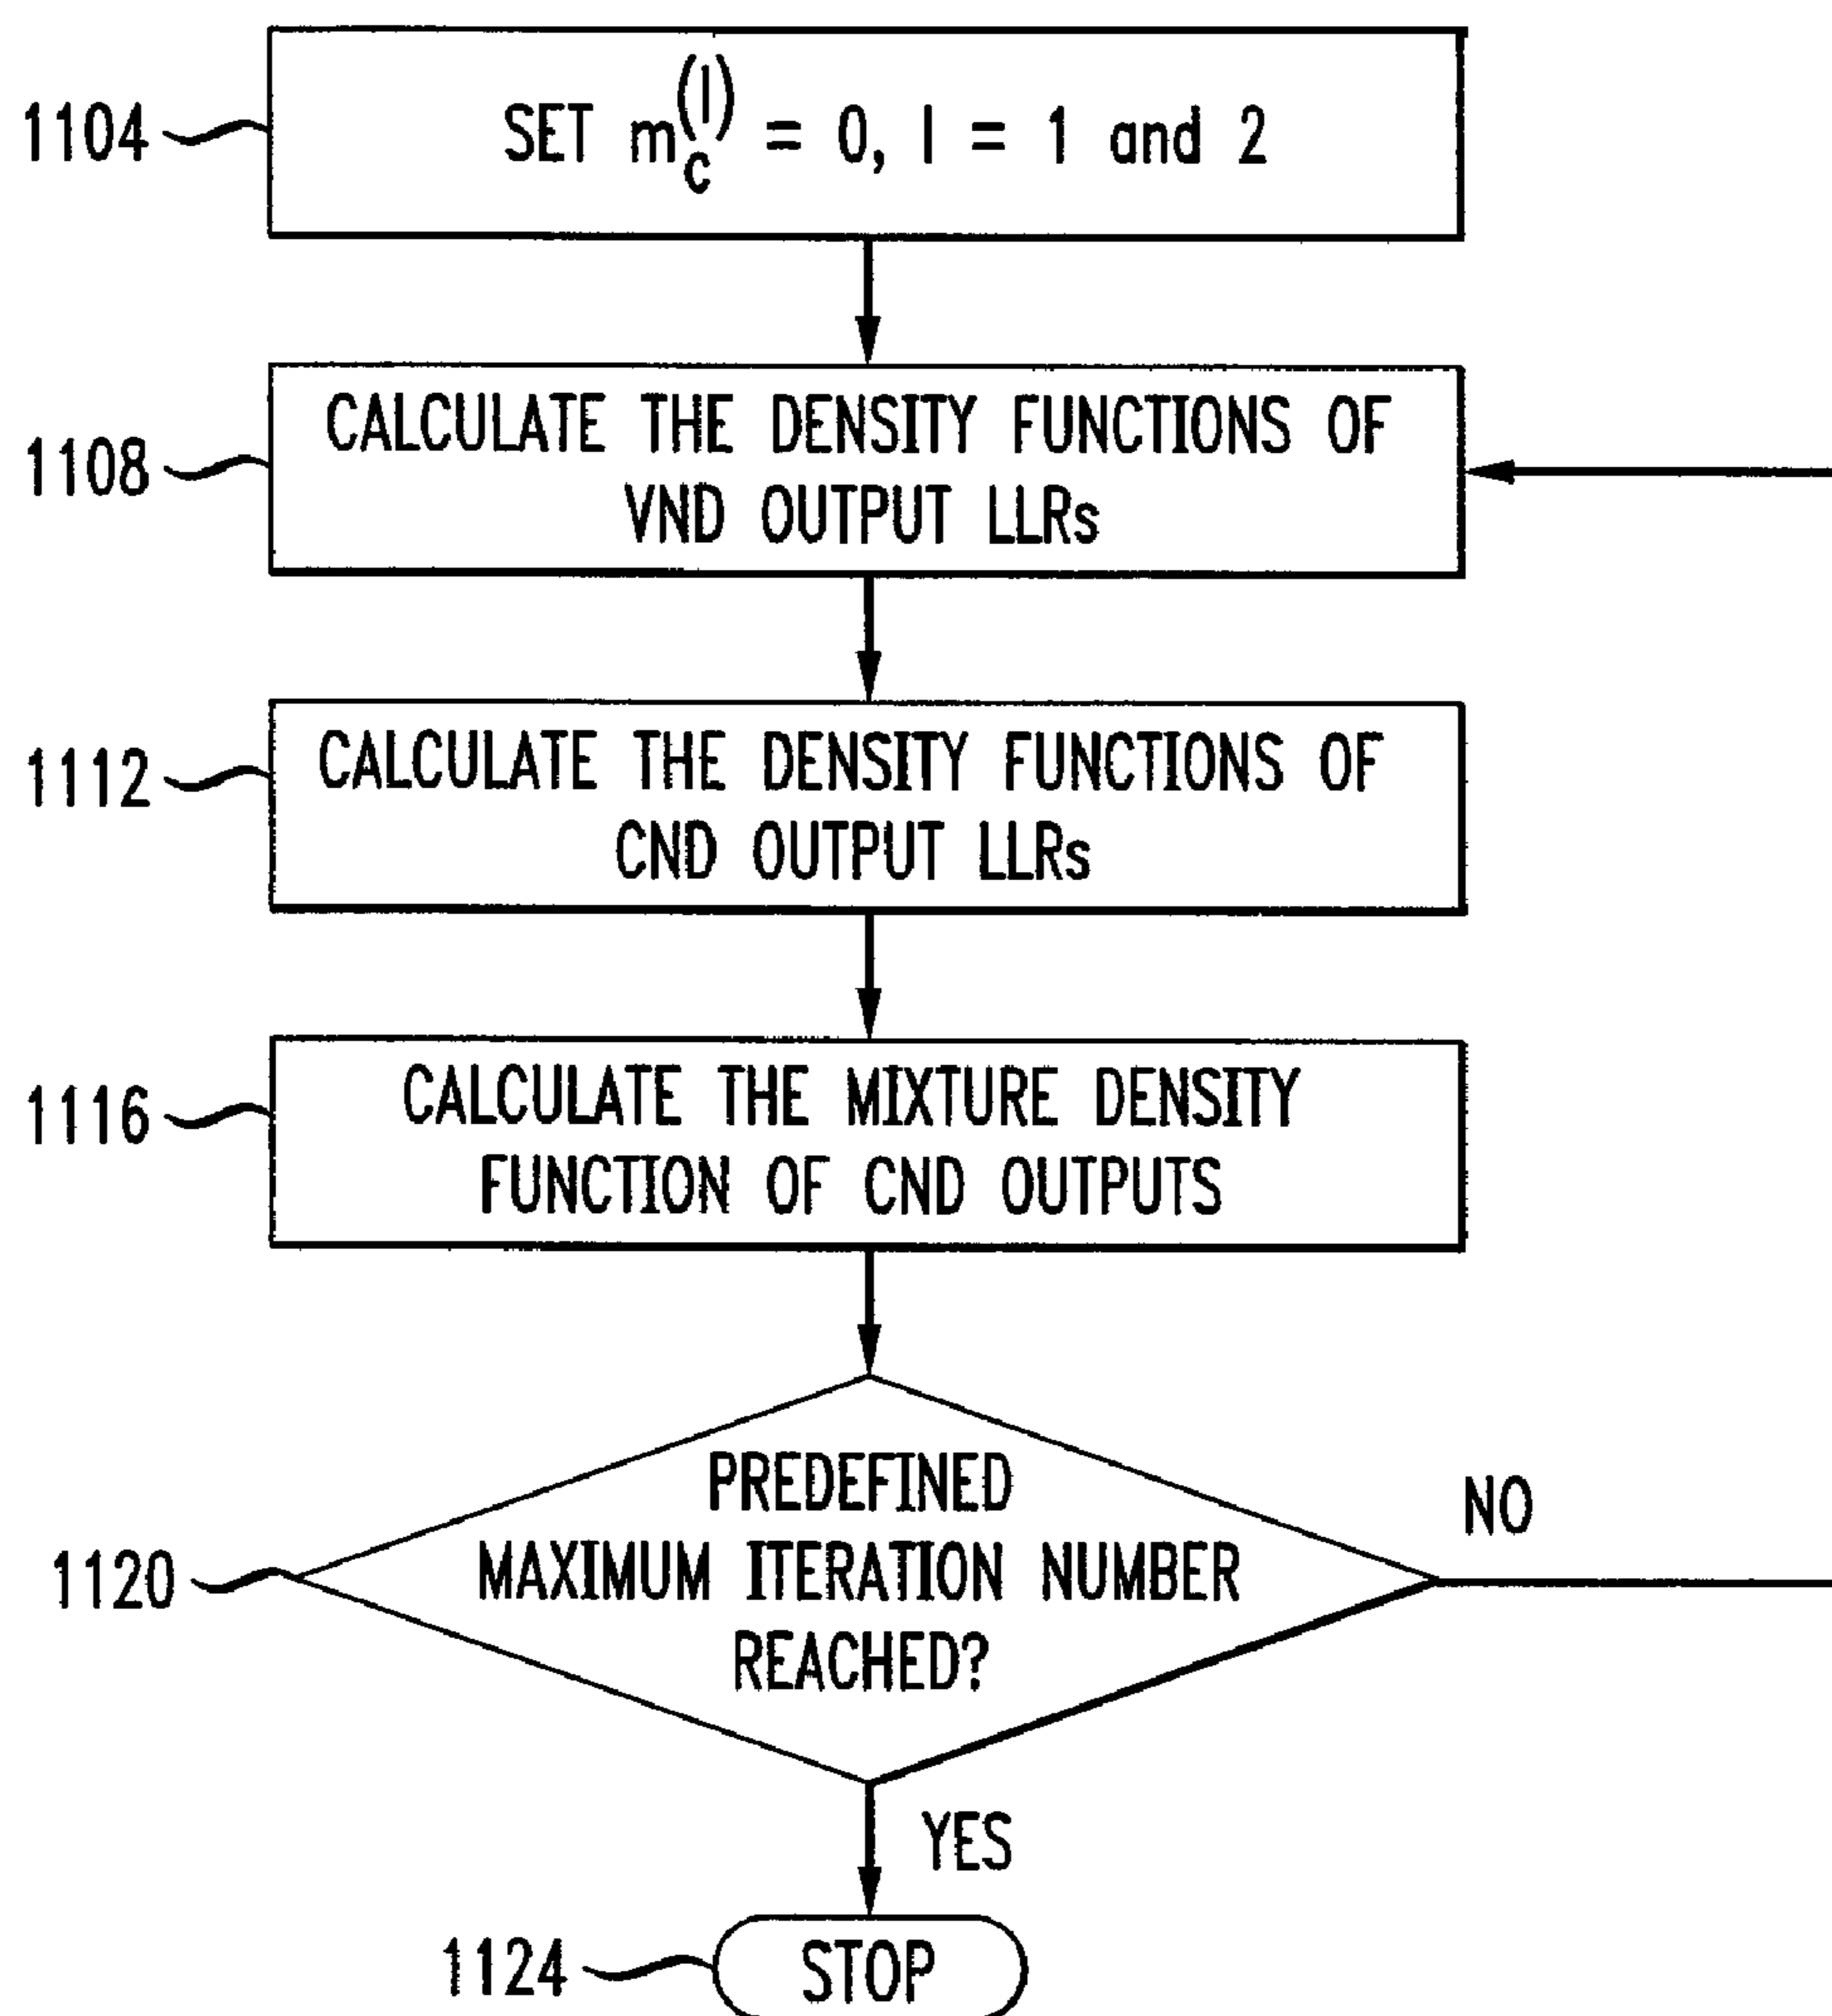 1104
SET m_c^(l) = 0, l = 1 and 2
1108
CALCULATE THE DENSITY FUNCTIONS OF
VND OUTPUT LLRs
1112
CALCULATE THE DENSITY FUNCTIONS OF
CND OUTPUT LLRs
1116
CALCULATE THE MIXTURE DENSITY
FUNCTION OF CND OUTPUTS
1120
PREDEFINED
MAXIMUM ITERATION NUMBER
REACHED?
NO
YES
1124
STOP